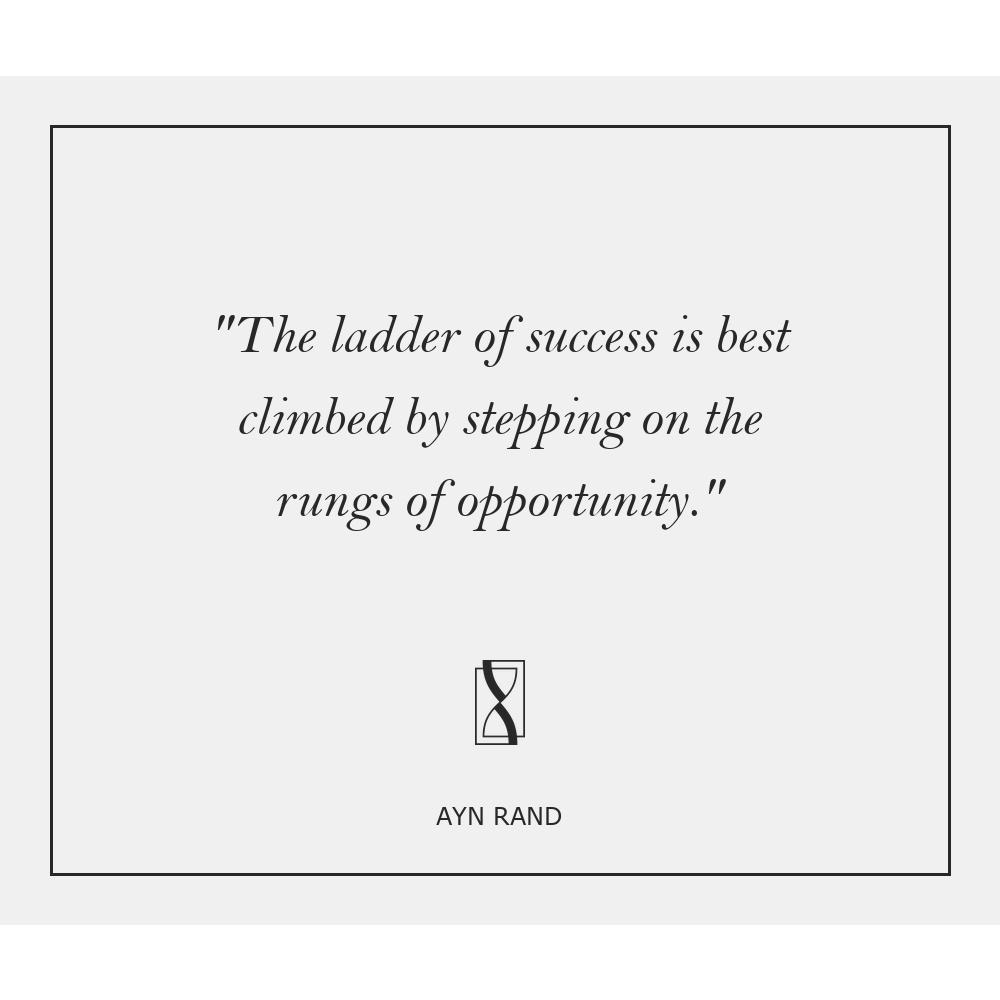 "The ladder of success is best
climbed by stepping on the
rungs of opportunity."
AYN RAND